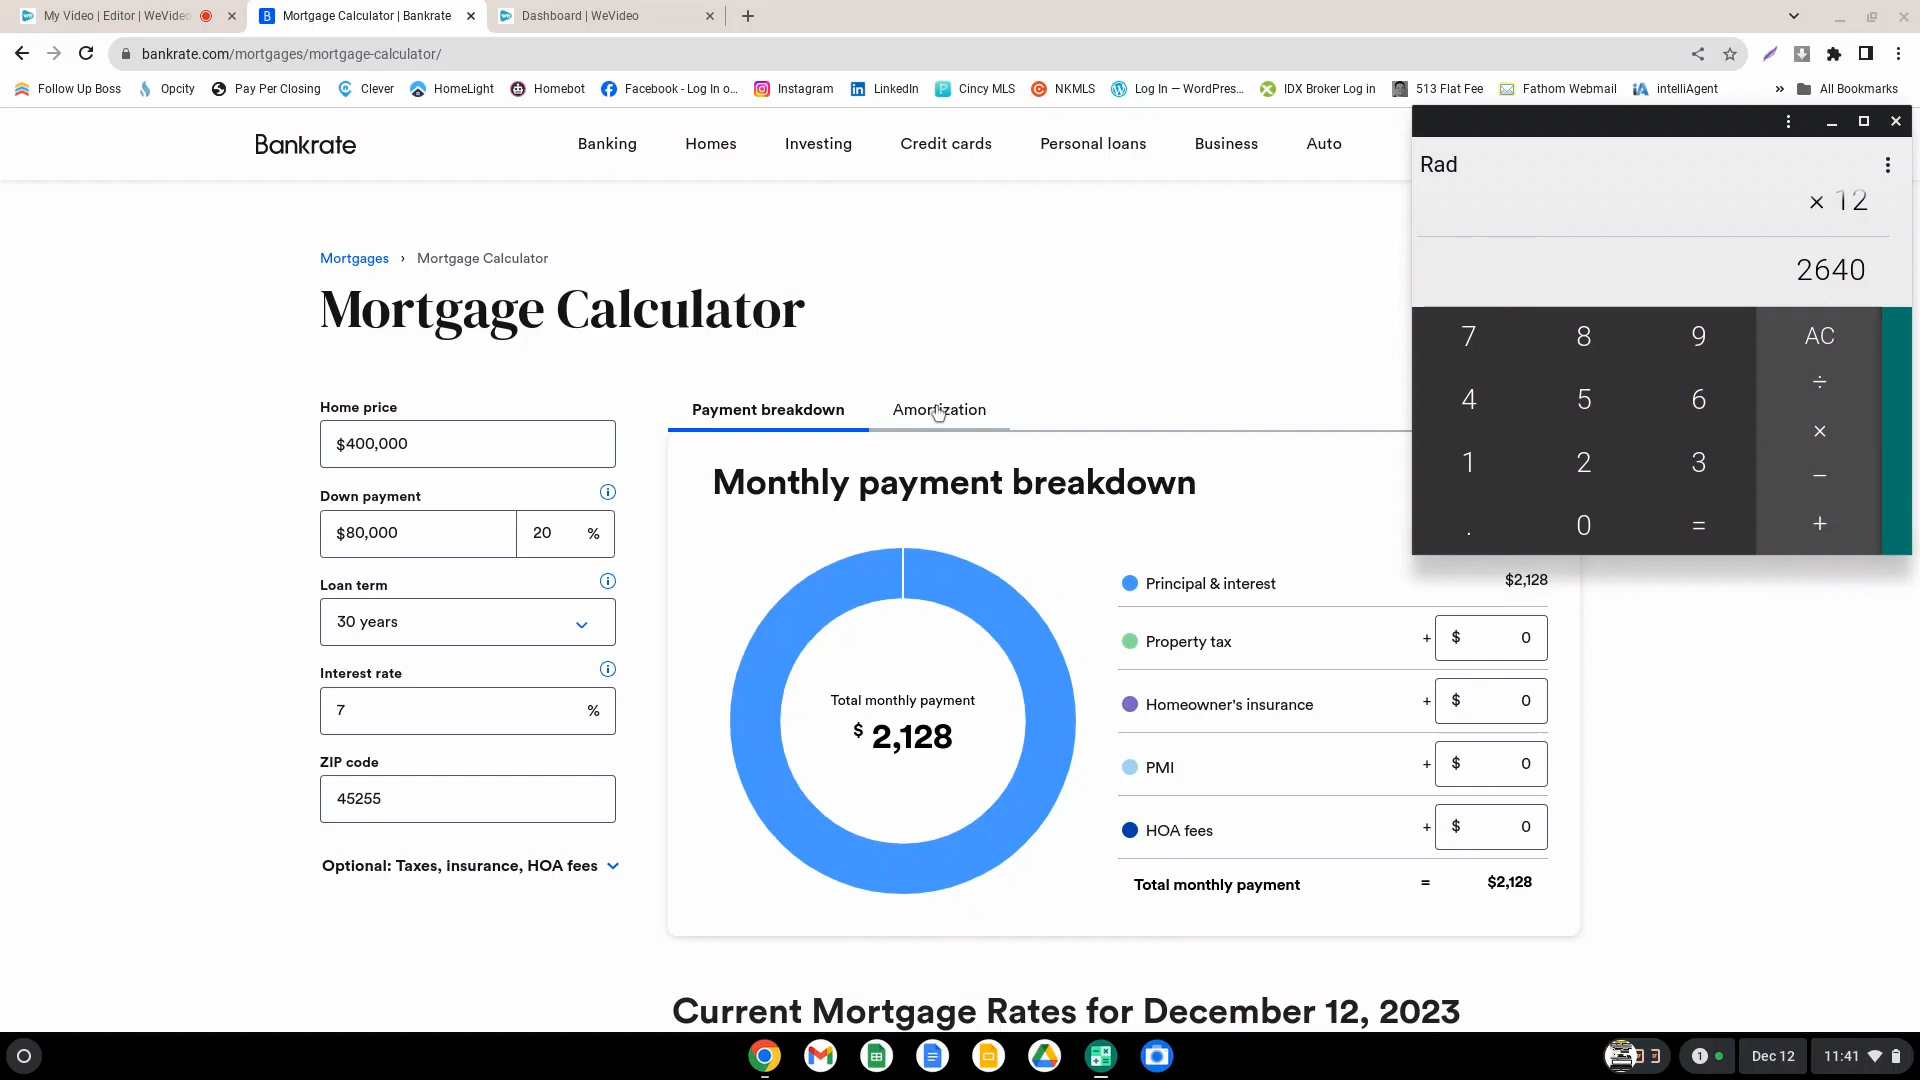 My Video | Editor | WeVideo
Mortgage Calculator | Bankrate
Dashboard | WeVideo
bankrate.com/mortgages/mortgage-calculator/
Follow Up Boss
Opcity
Pay Per Closing
Clever
HomeLight
Homebot
Facebook - Log In o...
Instagram
LinkedIn
Cincy MLS
NKMLS
Log In — WordPres...
IDX Broker Log in
513 Flat Fee
Fathom Webmail
intelliAgent
»
All Bookmarks
Bankrate
Banking
Homes
Investing
Credit cards
Personal loans
Business
Auto
Rad
× 12
2640
7 8 9 AC
÷
4 5 6
×
1 2 3
−
. 0 = +
Mortgages › Mortgage Calculator
Mortgage Calculator
Home price
$400,000
Down payment
$80,000 20 %
Loan term
30 years
Interest rate
7 %
ZIP code
45255
Optional: Taxes, insurance, HOA fees
Payment breakdown
Amortization
Monthly payment breakdown
Total monthly payment
$ 2,128
Principal & interest $2,128
Property tax + $ 0
Homeowner's insurance + $ 0
PMI + $ 0
HOA fees + $ 0
Total monthly payment = $2,128
Current Mortgage Rates for December 12, 2023
1
Dec 12
11:41